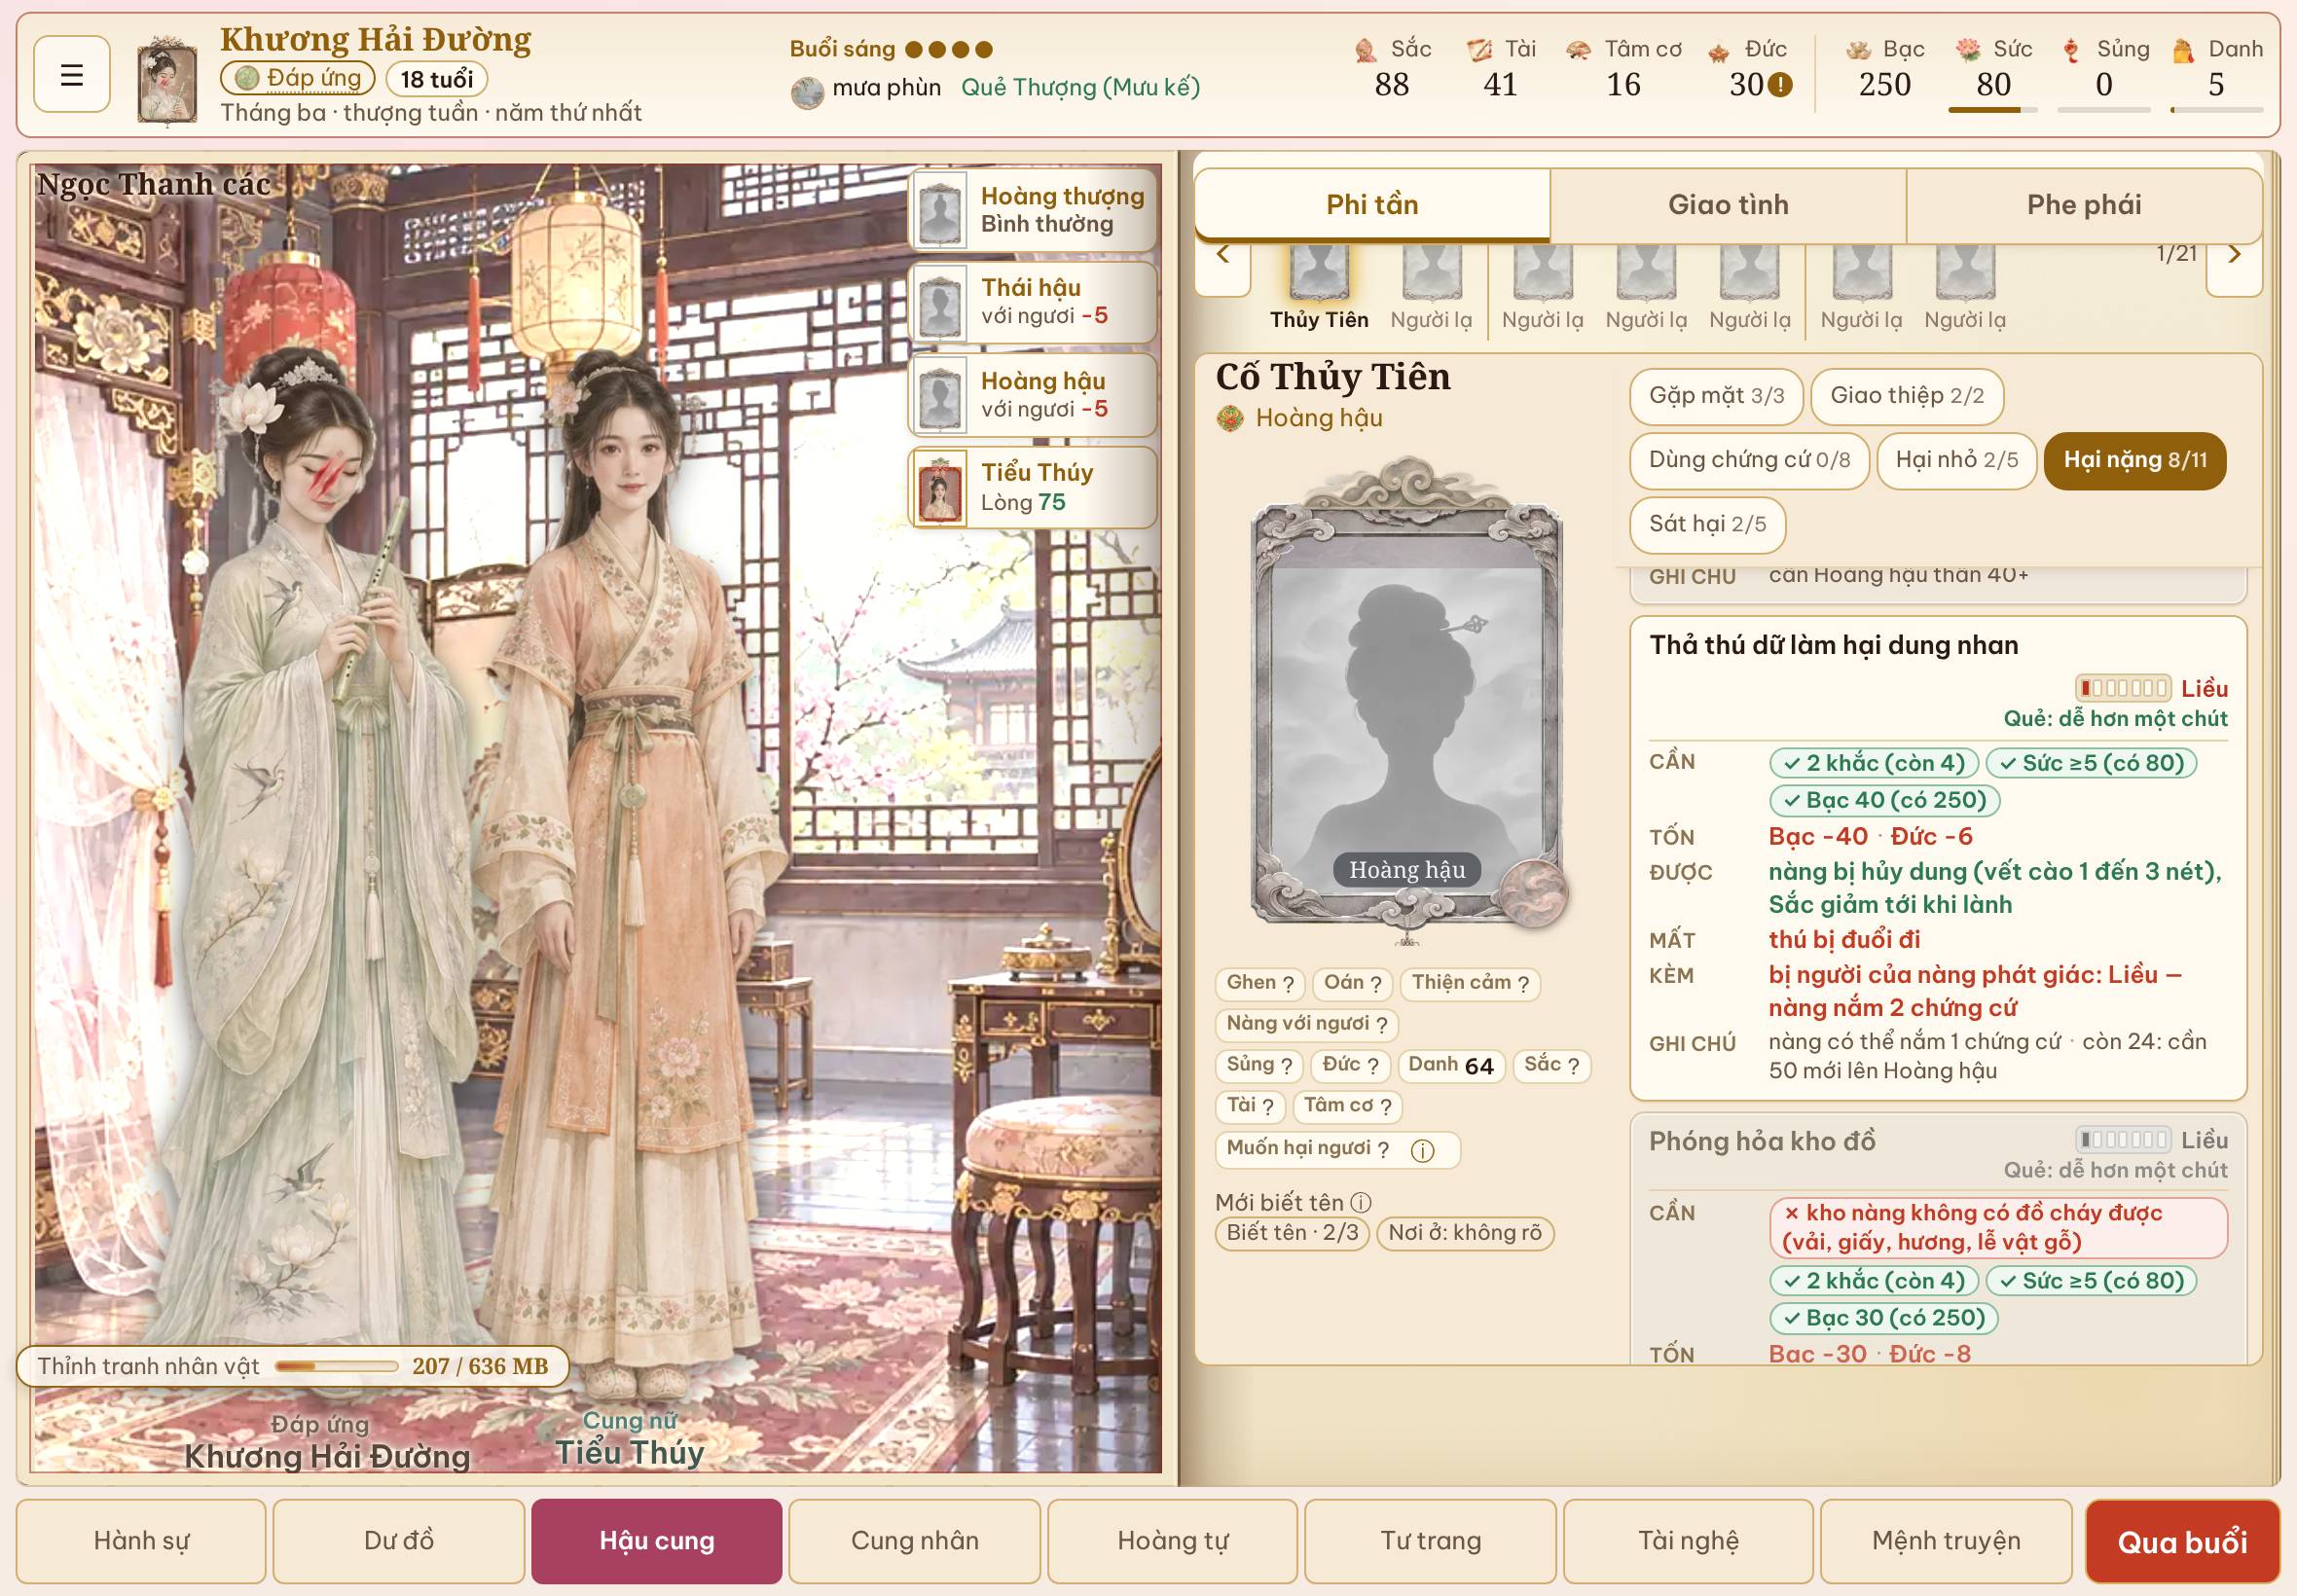 Khương Hải Đường
Đáp ứng
18 tuổi
Tháng ba · thượng tuần · năm thứ nhất
Buổi sáng
mưa phùn
Quẻ Thượng (Mưu kế)
Sắc
88
Tài
41
Tâm cơ
16
Đức
30
!
Bạc
250
Sức
80
Sủng
0
Danh
5
Ngọc Thanh các
Hoàng thượng
Bình thường
Thái hậu
với ngươi -5
Hoàng hậu
với ngươi -5
Tiểu Thúy
Lòng 75
Thỉnh tranh nhân vật
207 / 636 MB
Đáp ứng
Khương Hải Đường
Cung nữ
Tiểu Thúy
Phi tần
Giao tình
Phe phái
1/21
Thủy Tiên
Người lạ
Người lạ
Người lạ
Người lạ
Người lạ
Người lạ
Cố Thủy Tiên
Hoàng hậu
Hoàng hậu
Ghen ?
Oán ?
Thiện cảm ?
Nàng với ngươi ?
Sủng ?
Đức ?
Danh 64
Sắc ?
Tài ?
Tâm cơ ?
Muốn hại ngươi ?
Mới biết tên
Biết tên · 2/3
Nơi ở: không rõ
Gặp mặt 3/3
Giao thiệp 2/2
Dùng chứng cứ 0/8
Hại nhỏ 2/5
Hại nặng 8/11
Sát hại 2/5
GHI CHÚ
cần Hoàng hậu thân 40+
Thả thú dữ làm hại dung nhan
Liều
Quẻ: dễ hơn một chút
CẦN
✓ 2 khắc (còn 4)
✓ Sức ≥5 (có 80)
✓ Bạc 40 (có 250)
TỐN
Bạc -40 · Đức -6
ĐƯỢC
nàng bị hủy dung (vết cào 1 đến 3 nét),
Sắc giảm tới khi lành
MẤT
thú bị đuổi đi
KÈM
bị người của nàng phát giác: Liều —
nàng nắm 2 chứng cứ
GHI CHÚ
nàng có thể nắm 1 chứng cứ · còn 24: cần
50 mới lên Hoàng hậu
Phóng hỏa kho đồ
Liều
Quẻ: dễ hơn một chút
CẦN
× kho nàng không có đồ cháy được
(vải, giấy, hương, lễ vật gỗ)
✓ 2 khắc (còn 4)
✓ Sức ≥5 (có 80)
✓ Bạc 30 (có 250)
TỐN
Bạc -30 · Đức -8
Hành sự
Dư đồ
Hậu cung
Cung nhân
Hoàng tự
Tư trang
Tài nghệ
Mệnh truyện
Qua buổi